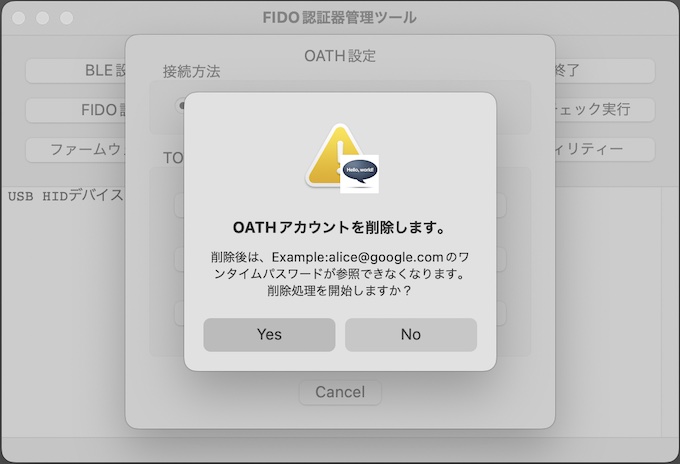 FIDO認証器管理ツール
OATH設定
BLE設
接続方法
終了
FIDO認
ェック実行
ファームウェ
ィリティー
TO
USB HIDデバイス
Hello, world!
OATHアカウントを削除します。
削除後は、Example:alice@google.comのワ
ンタイムパスワードが参照できなくなります。
削除処理を開始しますか？
Yes
No
Cancel